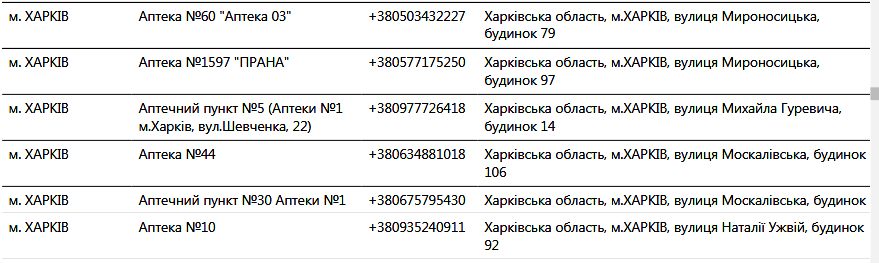 м. ХАРКІВ Аптека №60 "Аптека 03" +380503432227 Харківська область, м.ХАРКІВ, вулиця Мироносицька,
будинок 79
м. ХАРКІВ Аптека №1597 "ПРАНА" +380577175250 Харківська область, м.ХАРКІВ, вулиця Мироносицька,
будинок 97
м. ХАРКІВ Аптечний пункт №5 (Аптеки №1 +380977726418 Харківська область, м.ХАРКІВ, вулиця Михайла Гуревича,
м.Харків, вул.Шевченка, 22) будинок 14
м. ХАРКІВ Аптека №44 +380634881018 Харківська область, м.ХАРКІВ, вулиця Москалівська, будинок
106
м. ХАРКІВ Аптечний пункт №30 Аптеки №1 +380675795430 Харківська область, м.ХАРКІВ, вулиця Москалівська, будинок
м. ХАРКІВ Аптека №10 +380935240911 Харківська область, м.ХАРКІВ, вулиця Наталії Ужвій, будинок
92